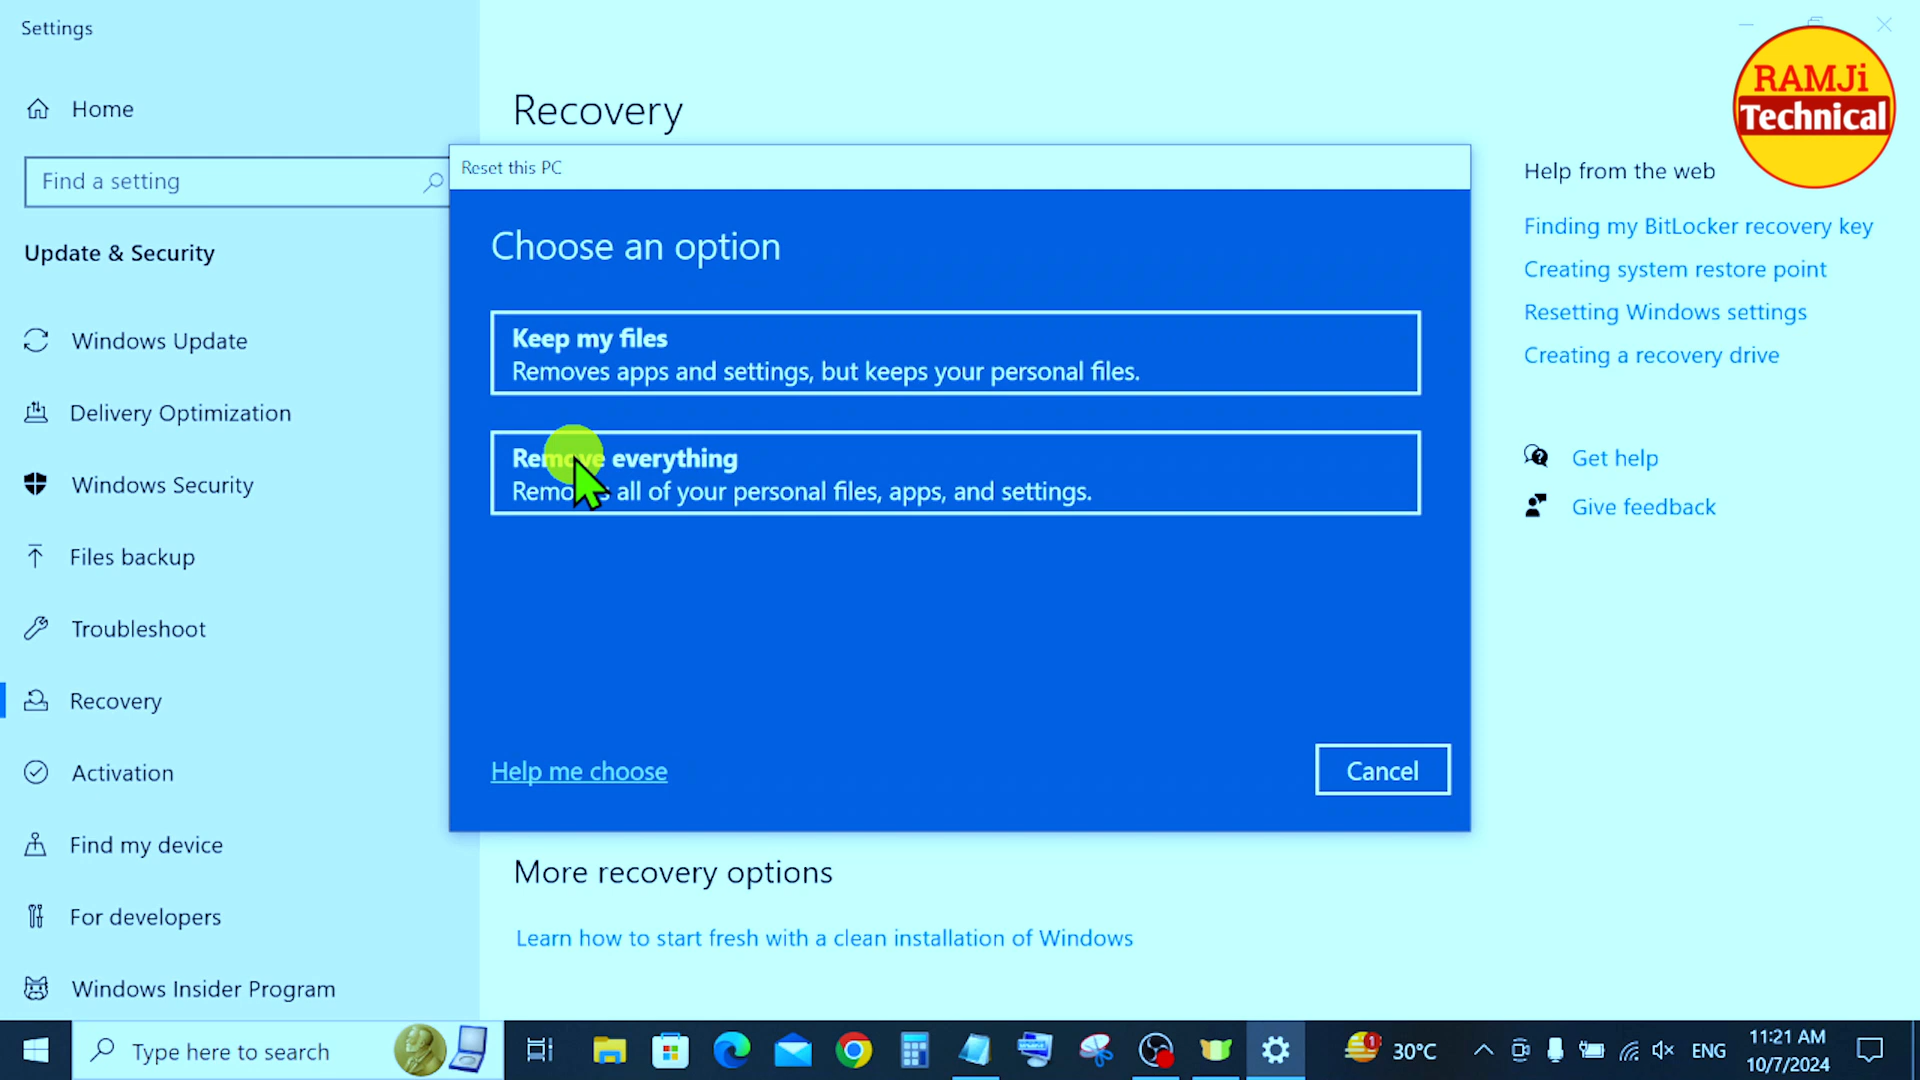 Settings
RAMJi
Technical
Home
Recovery
Find a setting
Reset this PC
Help from the web
Update & Security
Choose an option
Finding my BitLocker recovery key
Creating system restore point
Resetting Windows settings
Creating a recovery drive
Windows Update
Keep my files
Removes apps and settings, but keeps your personal files.
Delivery Optimization
Remove everything
Removes all of your personal files, apps, and settings.
Get help
Windows Security
Give feedback
Files backup
Troubleshoot
Recovery
Activation
Help me choose
Cancel
Find my device
More recovery options
For developers
Learn how to start fresh with a clean installation of Windows
Windows Insider Program
Type here to search
1
30°C
ENG
11:21 AM
10/7/2024